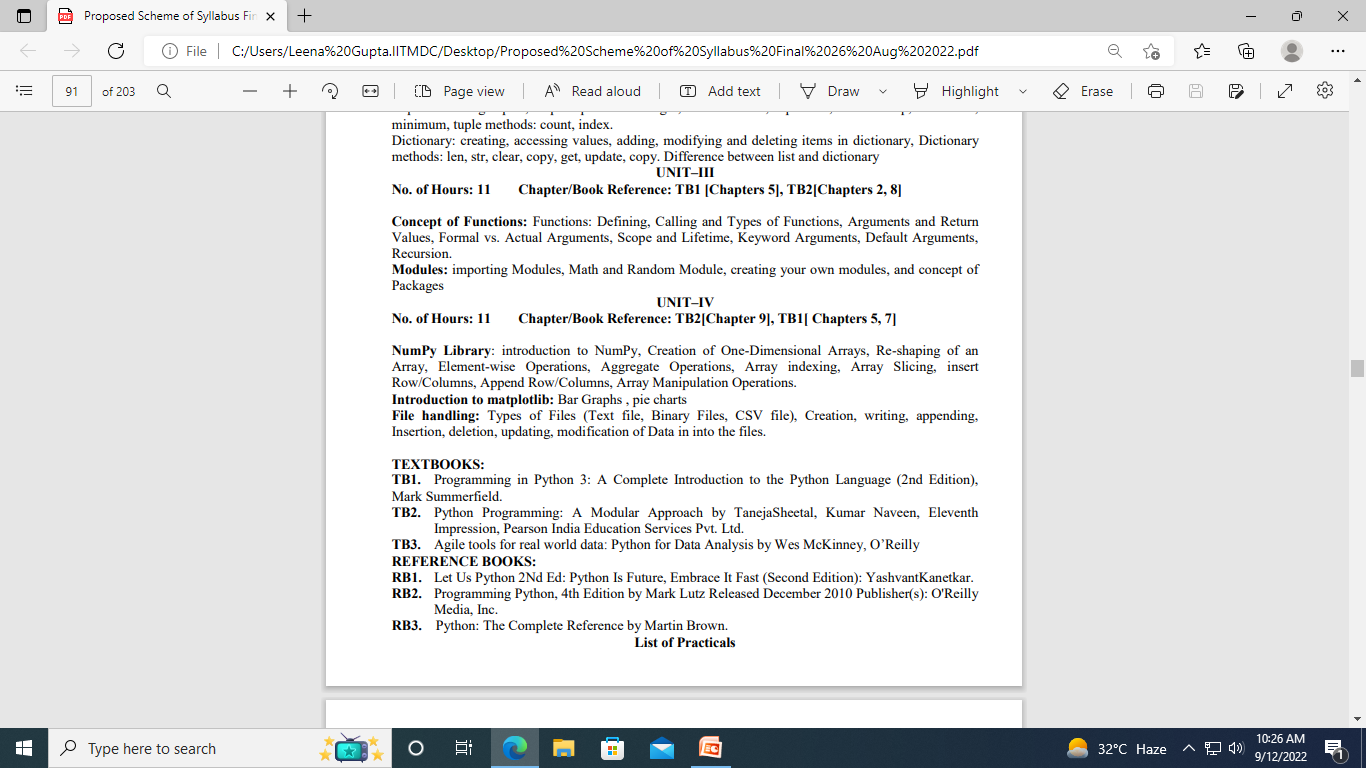 Proposed Scheme of Syllabus Fin
File
C:/Users/Leena%20Gupta.IITMDC/Desktop/Proposed%20Scheme%20of%20Syllabus%20Final%2026%20Aug%202022.pdf
91 of 203
Page view
Read aloud
Add text
Draw
Highlight
Erase
minimum, tuple methods: count, index.
Dictionary: creating, accessing values, adding, modifying and deleting items in dictionary, Dictionary
methods: len, str, clear, copy, get, update, copy. Difference between list and dictionary
UNIT–III
No. of Hours: 11 Chapter/Book Reference: TB1 [Chapters 5], TB2[Chapters 2, 8]
Concept of Functions: Functions: Defining, Calling and Types of Functions, Arguments and Return
Values, Formal vs. Actual Arguments, Scope and Lifetime, Keyword Arguments, Default Arguments,
Recursion.
Modules: importing Modules, Math and Random Module, creating your own modules, and concept of
Packages
UNIT–IV
No. of Hours: 11 Chapter/Book Reference: TB2[Chapter 9], TB1[ Chapters 5, 7]
NumPy Library: introduction to NumPy, Creation of One-Dimensional Arrays, Re-shaping of an
Array, Element-wise Operations, Aggregate Operations, Array indexing, Array Slicing, insert
Row/Columns, Append Row/Columns, Array Manipulation Operations.
Introduction to matplotlib: Bar Graphs , pie charts
File handling: Types of Files (Text file, Binary Files, CSV file), Creation, writing, appending,
Insertion, deletion, updating, modification of Data in into the files.
TEXTBOOKS:
TB1. Programming in Python 3: A Complete Introduction to the Python Language (2nd Edition),
Mark Summerfield.
TB2. Python Programming: A Modular Approach by TanejaSheetal, Kumar Naveen, Eleventh
Impression, Pearson India Education Services Pvt. Ltd.
TB3. Agile tools for real world data: Python for Data Analysis by Wes McKinney, O’Reilly
REFERENCE BOOKS:
RB1. Let Us Python 2Nd Ed: Python Is Future, Embrace It Fast (Second Edition): YashvantKanetkar.
RB2. Programming Python, 4th Edition by Mark Lutz Released December 2010 Publisher(s): O'Reilly
Media, Inc.
RB3. Python: The Complete Reference by Martin Brown.
List of Practicals
Type here to search
32°C Haze
10:26 AM
9/12/2022
1